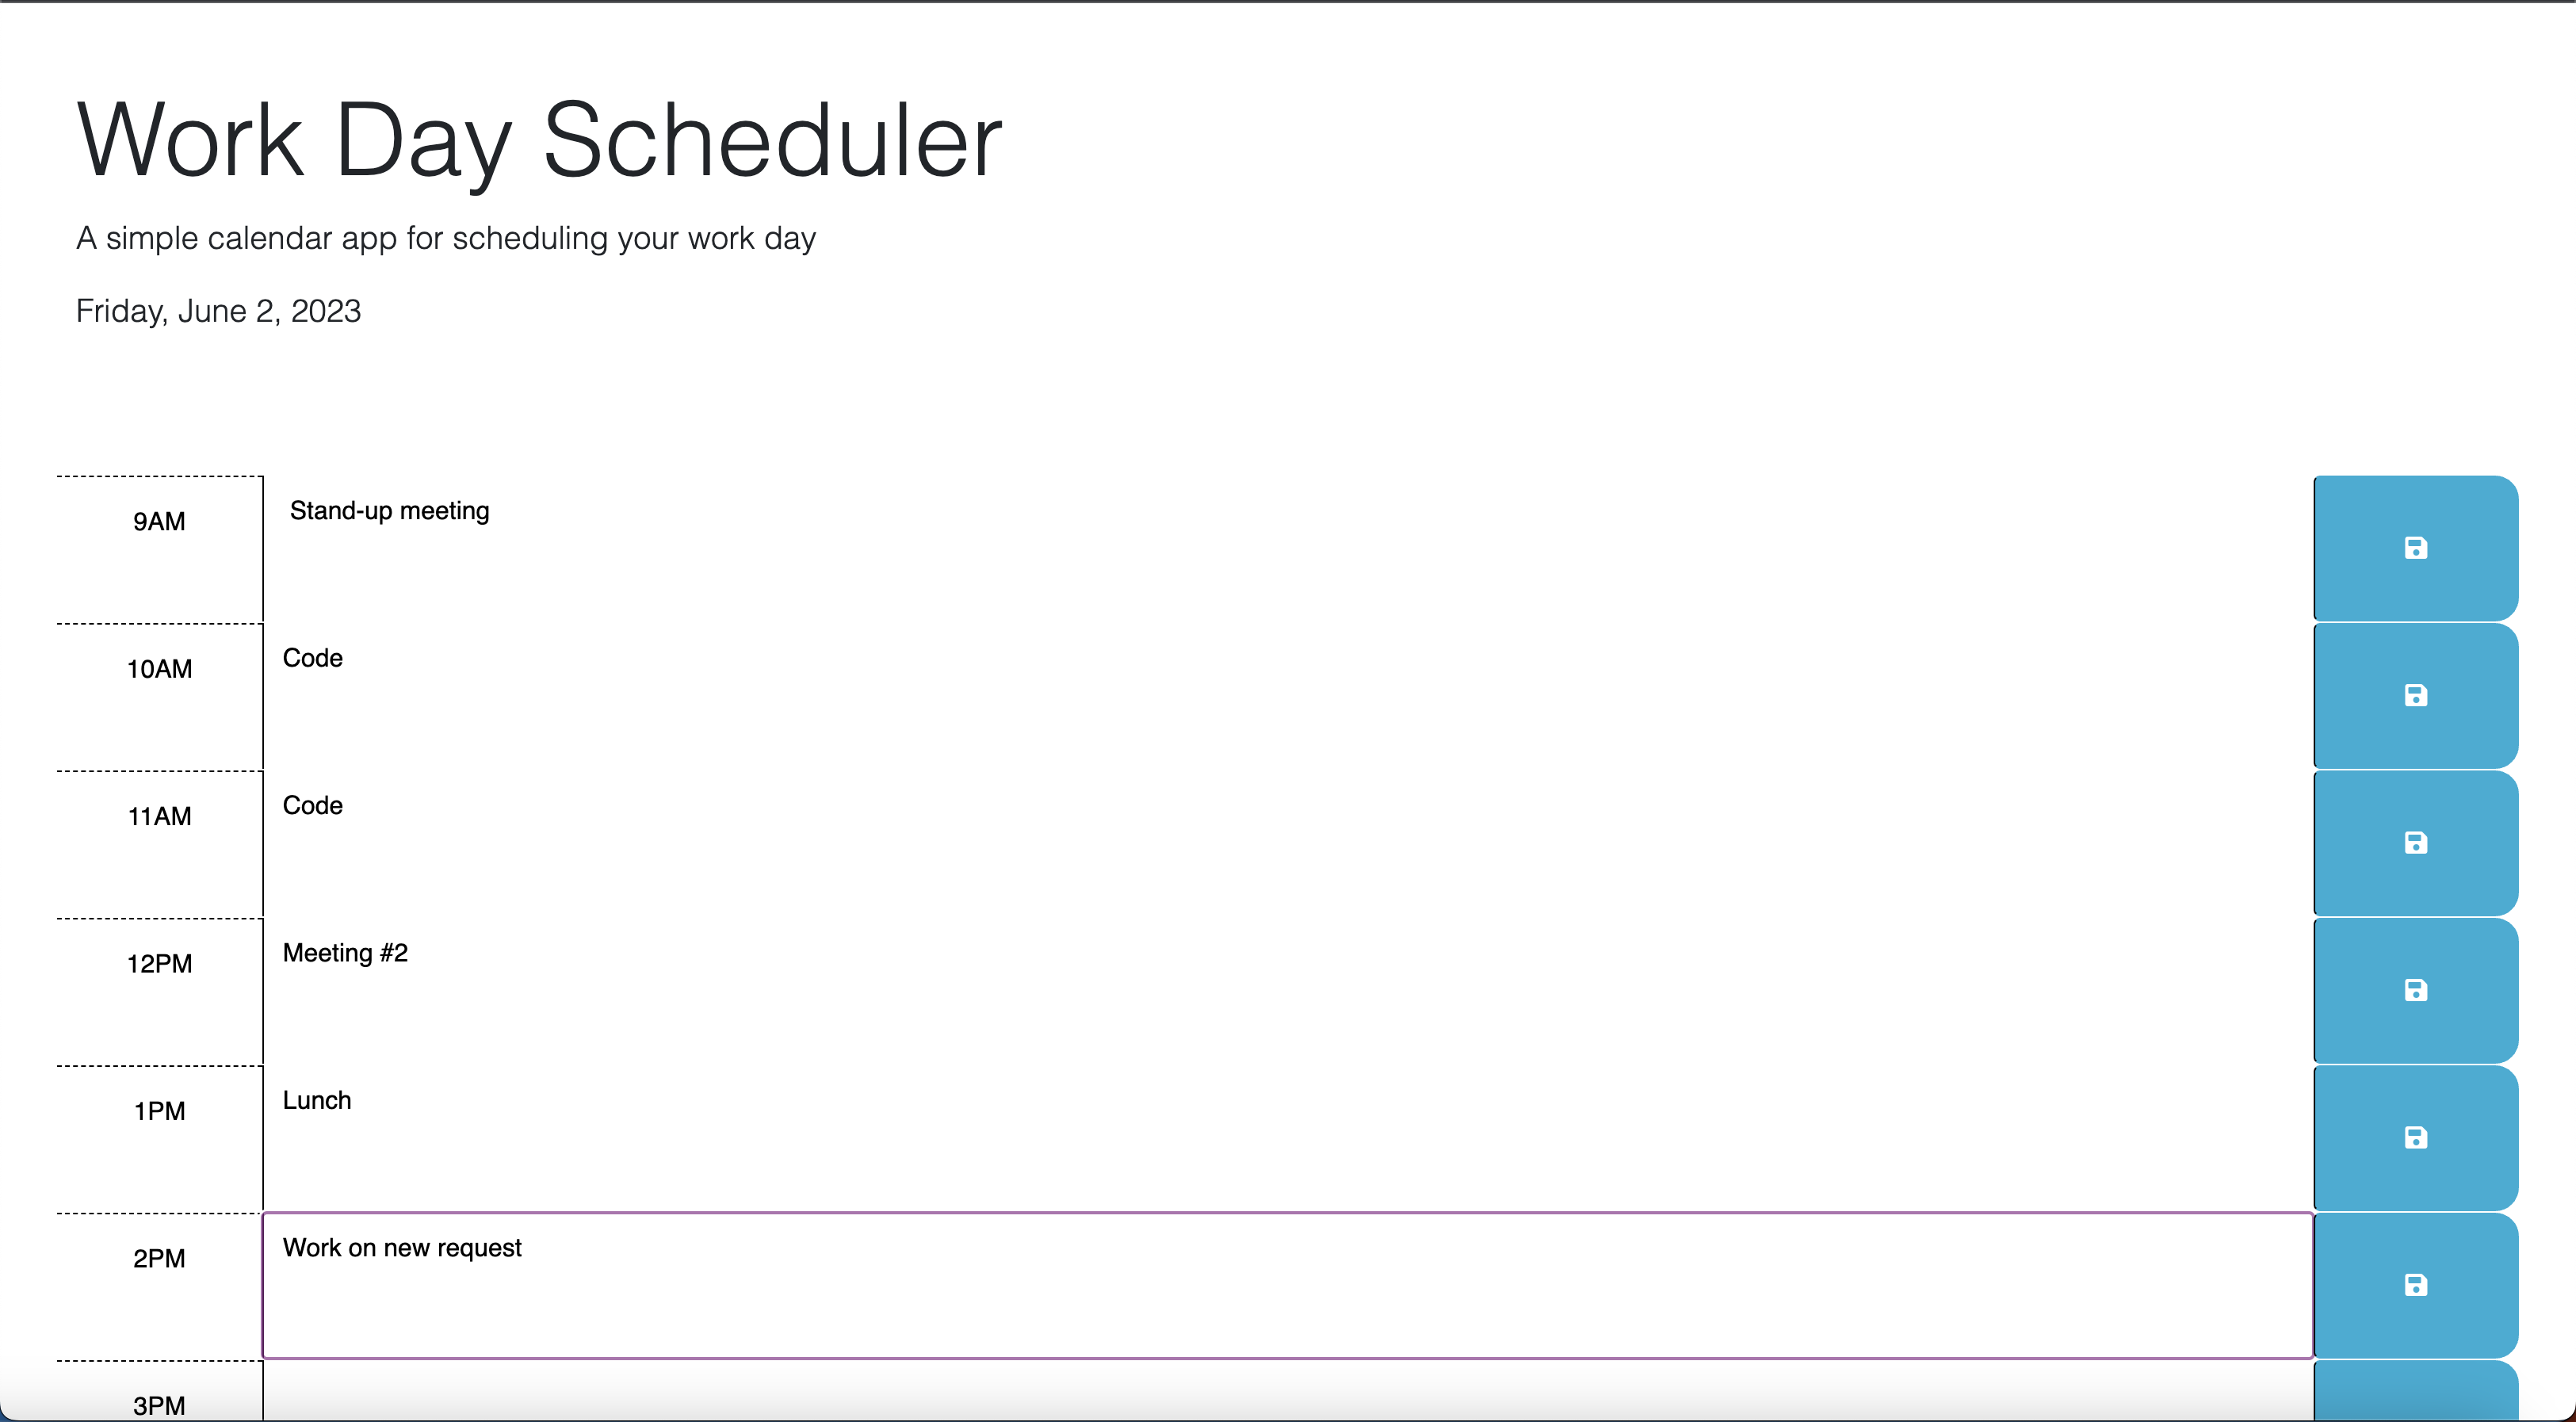 Work Day Scheduler
A simple calendar app for scheduling your work day
Friday, June 2, 2023
9AM Stand-up meeting
10AM Code
11AM Code
12PM Meeting #2
1PM Lunch
2PM Work on new request
3PM